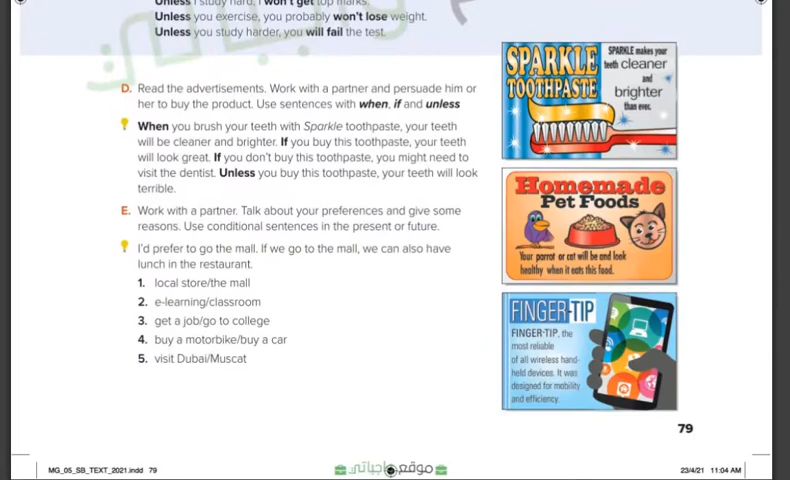 Unless I study hard, I won't get top marks.
Unless you exercise, you probably won't lose weight.
Unless you study harder, you will fail the test.
D. Read the advertisements. Work with a partner and persuade him or
her to buy the product. Use sentences with when, if and unless
When you brush your teeth with Sparkle toothpaste, your teeth
will be cleaner and brighter. If you buy this toothpaste, your teeth
will look great. If you don't buy this toothpaste, you might need to
visit the dentist. Unless you buy this toothpaste, your teeth will look
terrible.
E. Work with a partner. Talk about your preferences and give some
reasons. Use conditional sentences in the present or future.
I'd prefer to go the mall. If we go to the mall, we can also have
lunch in the restaurant.
1. local store/the mall
2. e-learning/classroom
3. get a job/go to college
4. buy a motorbike/buy a car
5. visit Dubai/Muscat
SPARKLE
TOOTHPASTE
SPARKLE makes your
teeth cleaner
and
brighter
than ever.
Homemade
Pet Foods
Your parrot or cat will be and look
healthy when it eats this food.
FINGER-TIP
FINGER-TIP, the
most reliable
of all wireless hand-
held devices. It was
designed for mobility
and efficiency.
79
MG_05_SB_TEXT_2021.indd 79
موقع واجباتي
23/4/21 11:04 AM